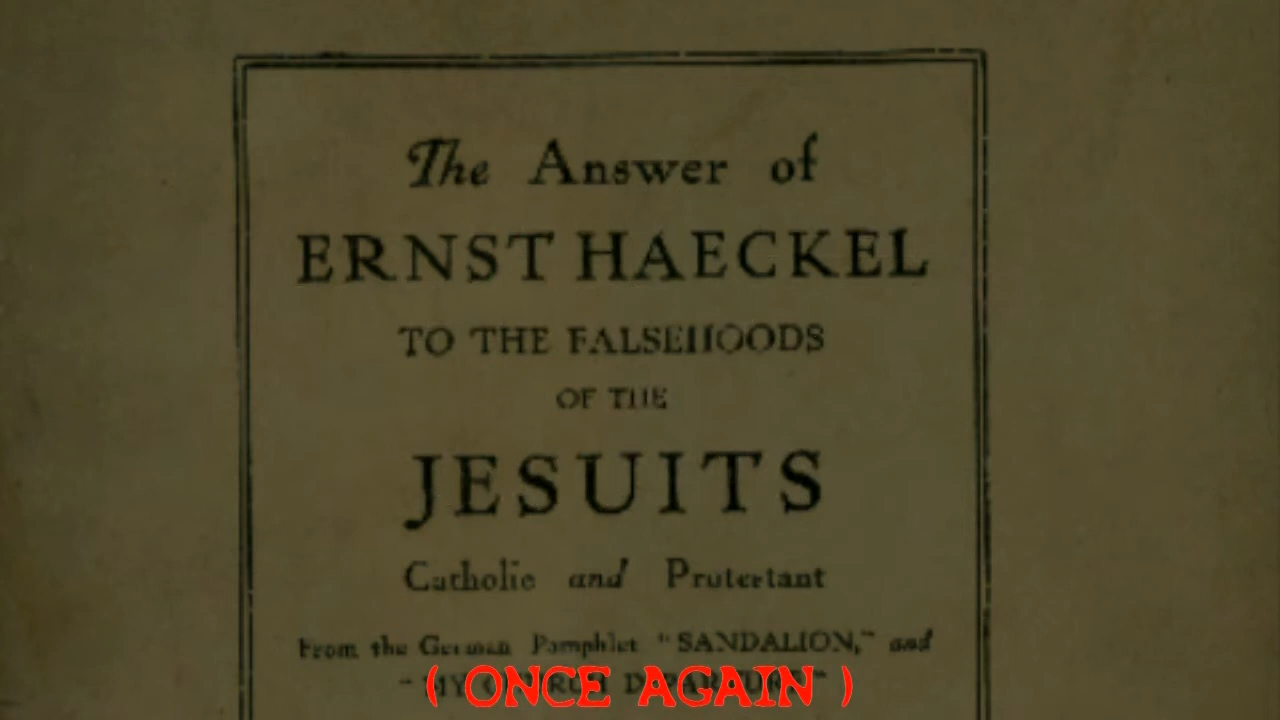 The Answer of
ERNST HAECKEL
TO THE FALSEHOODS
OF THE
JESUITS
Catholic and Protestant
From the German Pamphlet "SANDALION," and
"MY
( ONCE AGAIN )